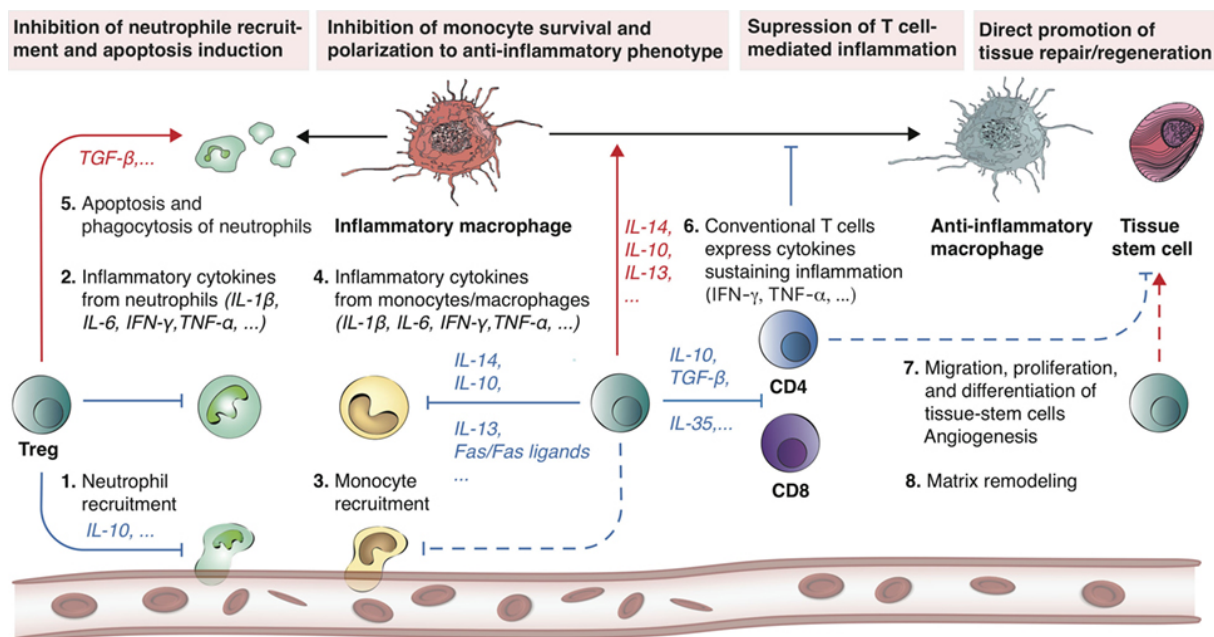 Inhibition of neutrophile recruit-
ment and apoptosis induction
Inhibition of monocyte survival and
polarization to anti-inflammatory phenotype
Supression of T cell-
mediated inflammation
Direct promotion of
tissue repair/regeneration
TGF-β,...
5. Apoptosis and
phagocytosis of neutrophils
Inflammatory macrophage
IL-14,
IL-10,
IL-13,
...
6. Conventional T cells
express cytokines
sustaining inflammation
(IFN-γ, TNF-α, ...)
Anti-inflammatory
macrophage
Tissue
stem cell
2. Inflammatory cytokines
from neutrophils (IL-1β,
IL-6, IFN-γ,TNF-α, ...)
4. Inflammatory cytokines
from monocytes/macrophages
(IL-1β, IL-6, IFN-γ,TNF-α, ...)
Treg
IL-14,
IL-10,
IL-13,
Fas/Fas ligands
...
IL-10,
TGF-β,
IL-35,...
CD4
CD8
7. Migration, proliferation,
and differentiation of
tissue-stem cells
Angiogenesis
8. Matrix remodeling
1. Neutrophil
recruitment
IL-10, ...
3. Monocyte
recruitment